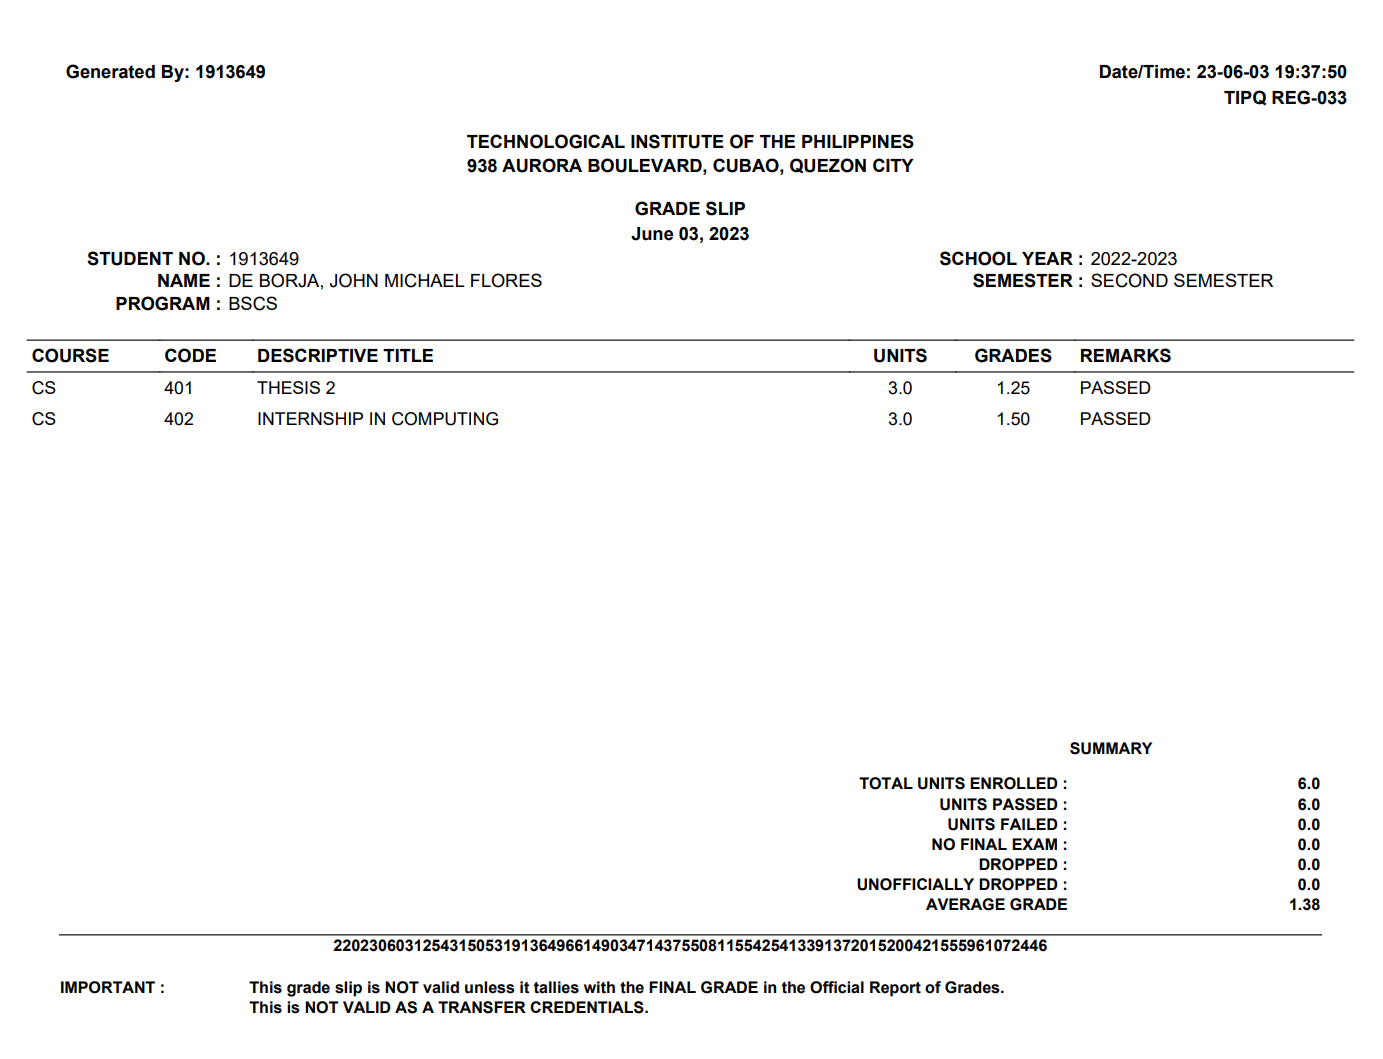 Generated By: 1913649
Date/Time: 23-06-03 19:37:50
TIPQ REG-033
TECHNOLOGICAL INSTITUTE OF THE PHILIPPINES
938 AURORA BOULEVARD, CUBAO, QUEZON CITY
GRADE SLIP
June 03, 2023
STUDENT NO. : 1913649 SCHOOL YEAR : 2022-2023
NAME : DE BORJA, JOHN MICHAEL FLORES SEMESTER : SECOND SEMESTER
PROGRAM : BSCS
COURSE CODE DESCRIPTIVE TITLE UNITS GRADES REMARKS
CS 401 THESIS 2 3.0 1.25 PASSED
CS 402 INTERNSHIP IN COMPUTING 3.0 1.50 PASSED
SUMMARY
TOTAL UNITS ENROLLED : 6.0
UNITS PASSED : 6.0
UNITS FAILED : 0.0
NO FINAL EXAM : 0.0
DROPPED : 0.0
UNOFFICIALLY DROPPED : 0.0
AVERAGE GRADE 1.38
22023060312543150531913649661490347143755081155425413391372015200421555961072446
IMPORTANT : This grade slip is NOT valid unless it tallies with the FINAL GRADE in the Official Report of Grades.
This is NOT VALID AS A TRANSFER CREDENTIALS.